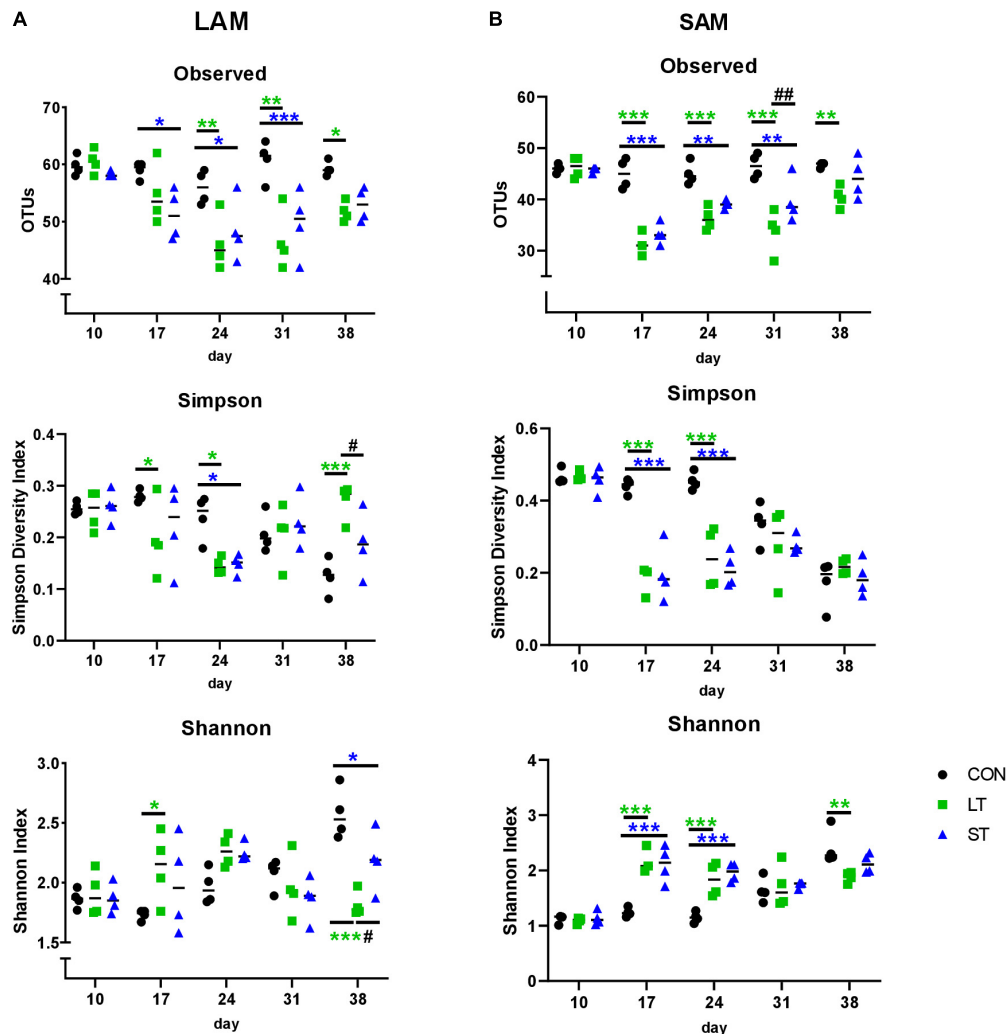 A
LAM
Observed
OTUs
70
60
50
40
* ** * ** *** *
10 17 24 31 38
day
Simpson
Simpson Diversity Index
0.4
0.3
0.2
0.1
0.0
* * * *** #
10 17 24 31 38
day
Shannon
Shannon Index
3.0
2.5
2.0
1.5
* *
***#
10 17 24 31 38
day
B
SAM
Observed
OTUs
60
50
40
30
*** *** *** ** *** ** ## **
10 17 24 31 38
day
Simpson
Simpson Diversity Index
0.6
0.4
0.2
0.0
*** *** *** ***
10 17 24 31 38
day
Shannon
Shannon Index
4
3
2
1
0
*** *** *** *** **
10 17 24 31 38
day
CON
LT
ST